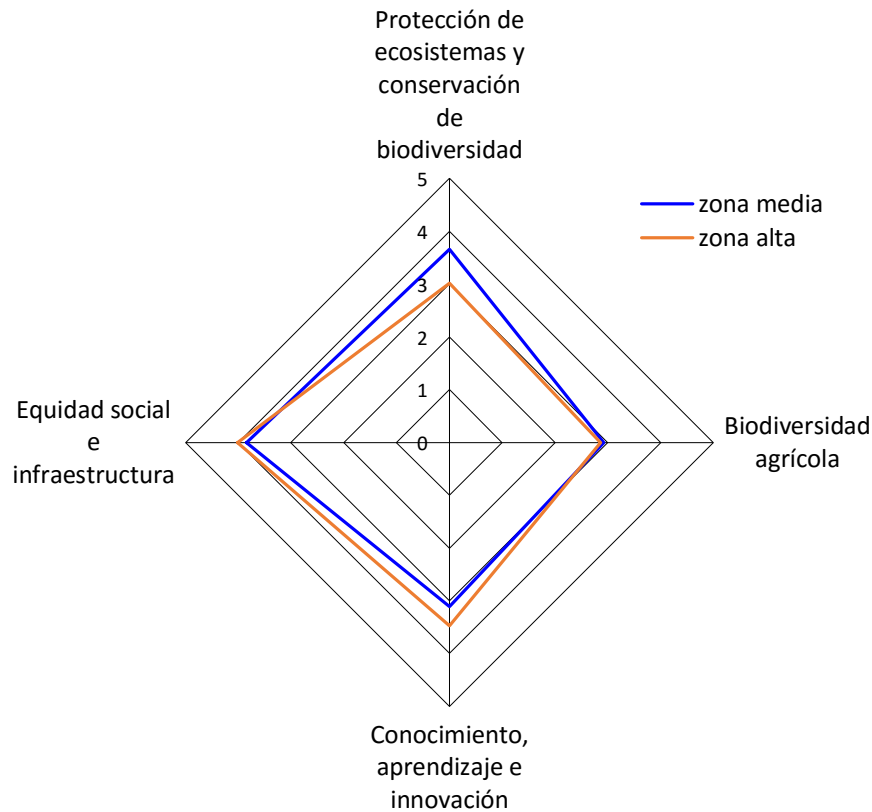 Protección de
ecosistemas y
conservación
de
biodiversidad
5
4
3
2
1
0
zona media
zona alta
Equidad social
e
infraestructura
Biodiversidad
agrícola
Conocimiento,
aprendizaje e
innovación